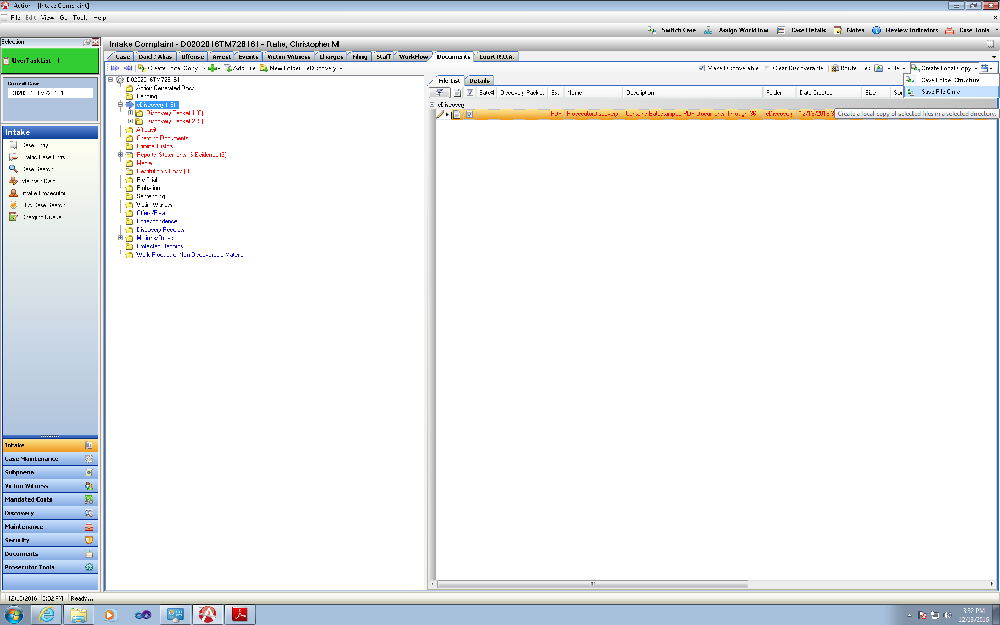 Action - [Intake Complaint]
File Edit View Go Tools Help
Switch Case Assign WorkFlow Case Details Notes Review Indicators Case Tools
Selection
UserTaskList 1
Current Case
D0202016TM726161
Intake
Case Entry
Traffic Case Entry
Case Search
Maintain Daid
Intake Prosecutor
LEA Case Search
Charging Queue
Intake
Case Maintenance
Subpoena
Victim Witness
Mandated Costs
Discovery
Maintenance
Security
Documents
Prosecutor Tools
Intake Complaint - D0202016TM726161 - Rahe, Christopher M
Case Daid / Alias Offense Arrest Events Victim Witness Charges Filing Staff WorkFlow Documents Court R.O.A.
Create Local Copy Add File New Folder eDiscovery
Make Discoverable Clear Discoverable Route Files E-File Create Local Copy
Save Folder Structure
Save File Only
Create a local copy of selected files in a selected directory.
D0202016TM726161
Action Generated Docs
Pending
eDiscovery (18)
Discovery Packet 1 (8)
Discovery Packet 2 (9)
Affidavit
Charging Documents
Criminal History
Reports, Statements, & Evidence (3)
Media
Restitution & Costs (3)
Pre-Trial
Probation
Sentencing
Victim-Witness
Offers/Plea
Correspondence
Discovery Receipts
Motions/Orders
Protected Records
Work Product or Non-Discoverable Material
File List Details
Bate# Discovery Packet Ext Name Description Folder Date Created Size Sort
eDiscovery
PDF ProsecutorDiscovery Contains Batestamped PDF Documents Through 36 eDiscovery 12/13/2016 3
12/13/2016 3:32 PM Ready...
3:32 PM
12/13/2016